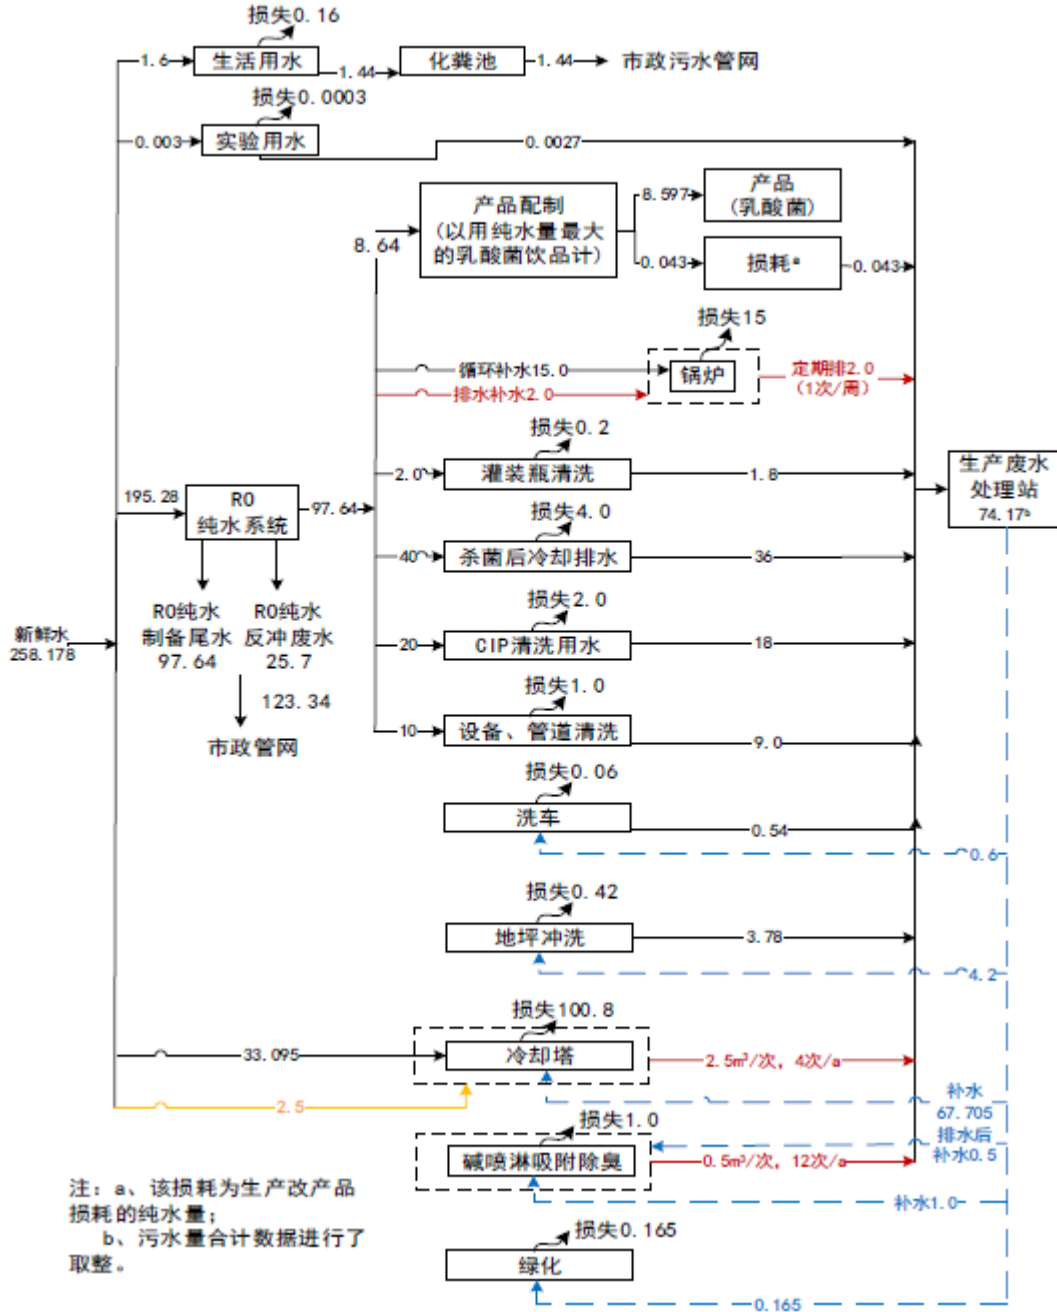 损失0.16
1.6
生活用水
1.44
化粪池
1.44
市政污水管网
损失0.0003
0.003
实验用水
0.0027
8.64
产品配制
(以用纯水量最大
的乳酸菌饮品计)
8.597
产品
(乳酸菌)
0.043
损耗a
0.043
损失15
循环补水15.0
锅炉
排水补水2.0
定期排2.0
(1次/周)
损失0.2
2.0
灌装瓶清洗
1.8
生产废水
处理站
74.17b
195.28
RO
纯水系统
97.64
损失4.0
40
杀菌后冷却排水
36
RO纯水
制备尾水
97.64
RO纯水
反冲废水
25.7
新鲜水
258.178
损失2.0
20
CIP清洗用水
18
123.34
市政管网
损失1.0
10
设备、管道清洗
9.0
损失0.06
洗车
0.54
0.6
损失0.42
地坪冲洗
3.78
4.2
损失100.8
33.095
冷却塔
2.5m³/次, 4次/a
2.5
补水
67.705
损失1.0
排水后
补水0.5
碱喷淋吸附除臭
0.5m³/次, 12次/a
补水1.0
注：a、该损耗为生产改产品
损耗的纯水量；
b、污水量合计数据进行了
取整。
损失0.165
绿化
0.165